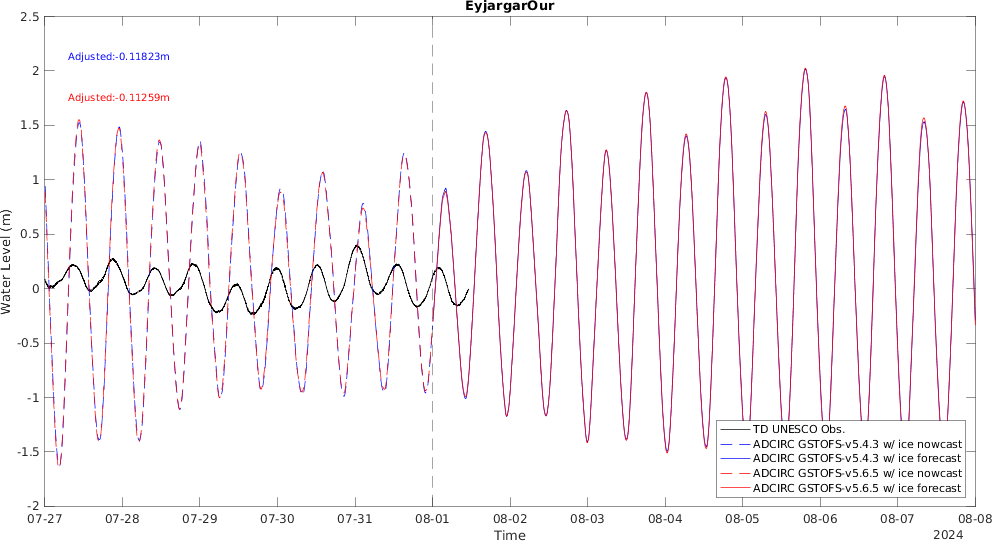 EyjargarOur
Adjusted:-0.11823m
Adjusted:-0.11259m
Water Level (m)
2.5
2
1.5
1
0.5
0
-0.5
-1
-1.5
-2
TD UNESCO Obs.
ADCIRC GSTOFS-v5.4.3 w/ ice nowcast
ADCIRC GSTOFS-v5.4.3 w/ ice forecast
ADCIRC GSTOFS-v5.6.5 w/ ice nowcast
ADCIRC GSTOFS-v5.6.5 w/ ice forecast
07-27 07-28 07-29 07-30 07-31 08-01 08-02 08-03 08-04 08-05 08-06 08-07 08-08
Time
2024